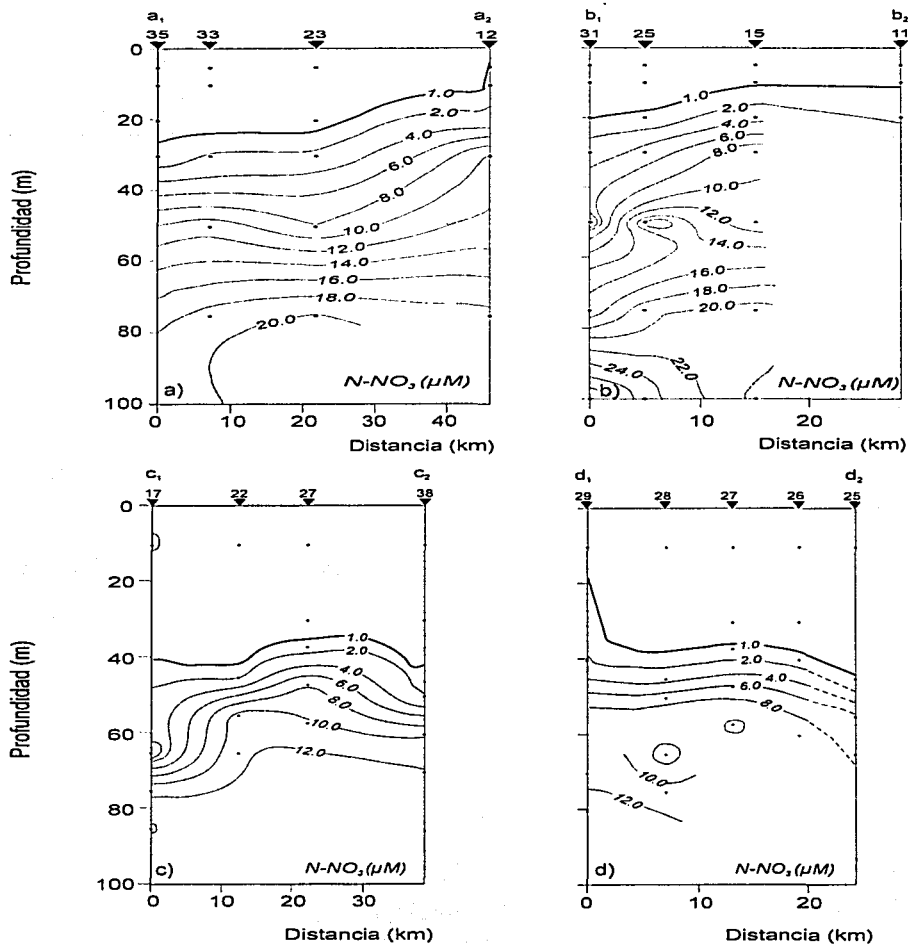 a₁ a₂
35 33 23 12
0
20
40
60
80
100
Profundidad (m)
1.0
2.0
4.0
6.0
8.0
10.0
12.0
14.0
16.0
18.0
20.0
a) N-NO₃(μM)
0 10 20 30 40
Distancia (km)
b₁ b₂
31 25 15 11
1.0
2.0
4.0
6.0
8.0
10.0
12.0
14.0
16.0
18.0
20.0
22.0
24.0
b) N-NO₃(μM)
0 10 20
Distancia (km)
c₁ c₂
17 22 27 38
0
20
40
60
80
100
Profundidad (m)
1.0
2.0
4.0
6.0
8.0
10.0
12.0
c) N-NO₃(μM)
0 10 20 30
Distancia (km)
d₁ d₂
29 28 27 26 25
1.0
2.0
4.0
6.0
8.0
10.0
12.0
d) N-NO₃(μM)
0 10 20
Distancia (km)